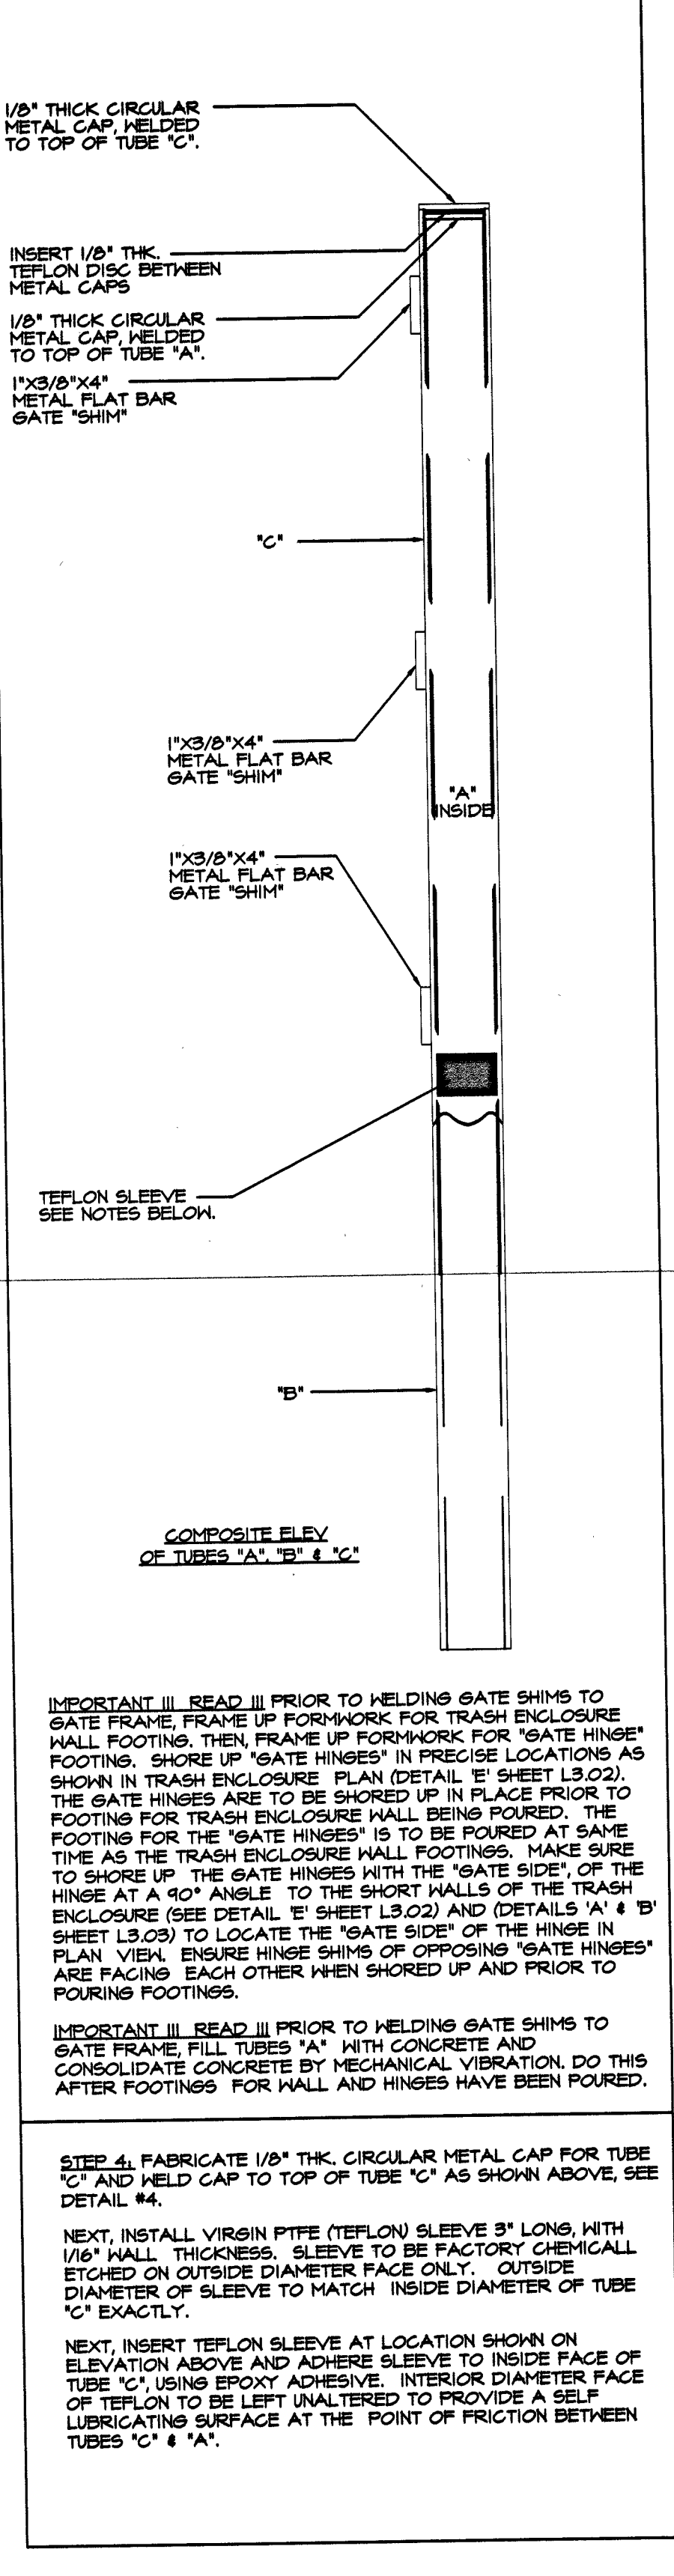 1/8" THICK CIRCULAR
METAL CAP, WELDED
TO TOP OF TUBE "C".
INSERT 1/8" THK.
TEFLON DISC BETWEEN
METAL CAPS
1/8" THICK CIRCULAR
METAL CAP, WELDED
TO TOP OF TUBE "A".
1"X3/8"X4"
METAL FLAT BAR
GATE "SHIM"
"C"
1"X3/8"X4"
METAL FLAT BAR
GATE "SHIM"
"A"
INSIDE
1"X3/8"X4"
METAL FLAT BAR
GATE "SHIM"
TEFLON SLEEVE
SEE NOTES BELOW.
"B"
COMPOSITE ELEV
OF TUBES "A", "B" & "C"
IMPORTANT !!! READ !!! PRIOR TO WELDING GATE SHIMS TO
GATE FRAME, FRAME UP FORMWORK FOR TRASH ENCLOSURE
WALL FOOTING. THEN, FRAME UP FORMWORK FOR "GATE HINGE"
FOOTING. SHORE UP "GATE HINGES" IN PRECISE LOCATIONS AS
SHOWN IN TRASH ENCLOSURE PLAN (DETAIL 'E' SHEET L3.02).
THE GATE HINGES ARE TO BE SHORED UP IN PLACE PRIOR TO
FOOTING FOR TRASH ENCLOSURE WALL BEING POURED. THE
FOOTING FOR THE "GATE HINGES" IS TO BE POURED AT SAME
TIME AS THE TRASH ENCLOSURE WALL FOOTINGS. MAKE SURE
TO SHORE UP THE GATE HINGES WITH THE "GATE SIDE", OF THE
HINGE AT A 90° ANGLE TO THE SHORT WALLS OF THE TRASH
ENCLOSURE (SEE DETAIL 'E' SHEET L3.02) AND (DETAILS 'A' & 'B'
SHEET L3.03) TO LOCATE THE "GATE SIDE" OF THE HINGE IN
PLAN VIEW. ENSURE HINGE SHIMS OF OPPOSING "GATE HINGES"
ARE FACING EACH OTHER WHEN SHORED UP AND PRIOR TO
POURING FOOTINGS.
IMPORTANT !!! READ !!! PRIOR TO WELDING GATE SHIMS TO
GATE FRAME, FILL TUBES "A" WITH CONCRETE AND
CONSOLIDATE CONCRETE BY MECHANICAL VIBRATION. DO THIS
AFTER FOOTINGS FOR WALL AND HINGES HAVE BEEN POURED.
STEP 4: FABRICATE 1/8" THK. CIRCULAR METAL CAP FOR TUBE
"C" AND WELD CAP TO TOP OF TUBE "C" AS SHOWN ABOVE, SEE
DETAIL #4.
NEXT, INSTALL VIRGIN PTFE (TEFLON) SLEEVE 3" LONG, WITH
1/16" WALL THICKNESS. SLEEVE TO BE FACTORY CHEMICALL
ETCHED ON OUTSIDE DIAMETER FACE ONLY. OUTSIDE
DIAMETER OF SLEEVE TO MATCH INSIDE DIAMETER OF TUBE
"C" EXACTLY.
NEXT, INSERT TEFLON SLEEVE AT LOCATION SHOWN ON
ELEVATION ABOVE AND ADHERE SLEEVE TO INSIDE FACE OF
TUBE "C", USING EPOXY ADHESIVE. INTERIOR DIAMETER FACE
OF TEFLON TO BE LEFT UNALTERED TO PROVIDE A SELF
LUBRICATING SURFACE AT THE POINT OF FRICTION BETWEEN
TUBES "C" & "A".